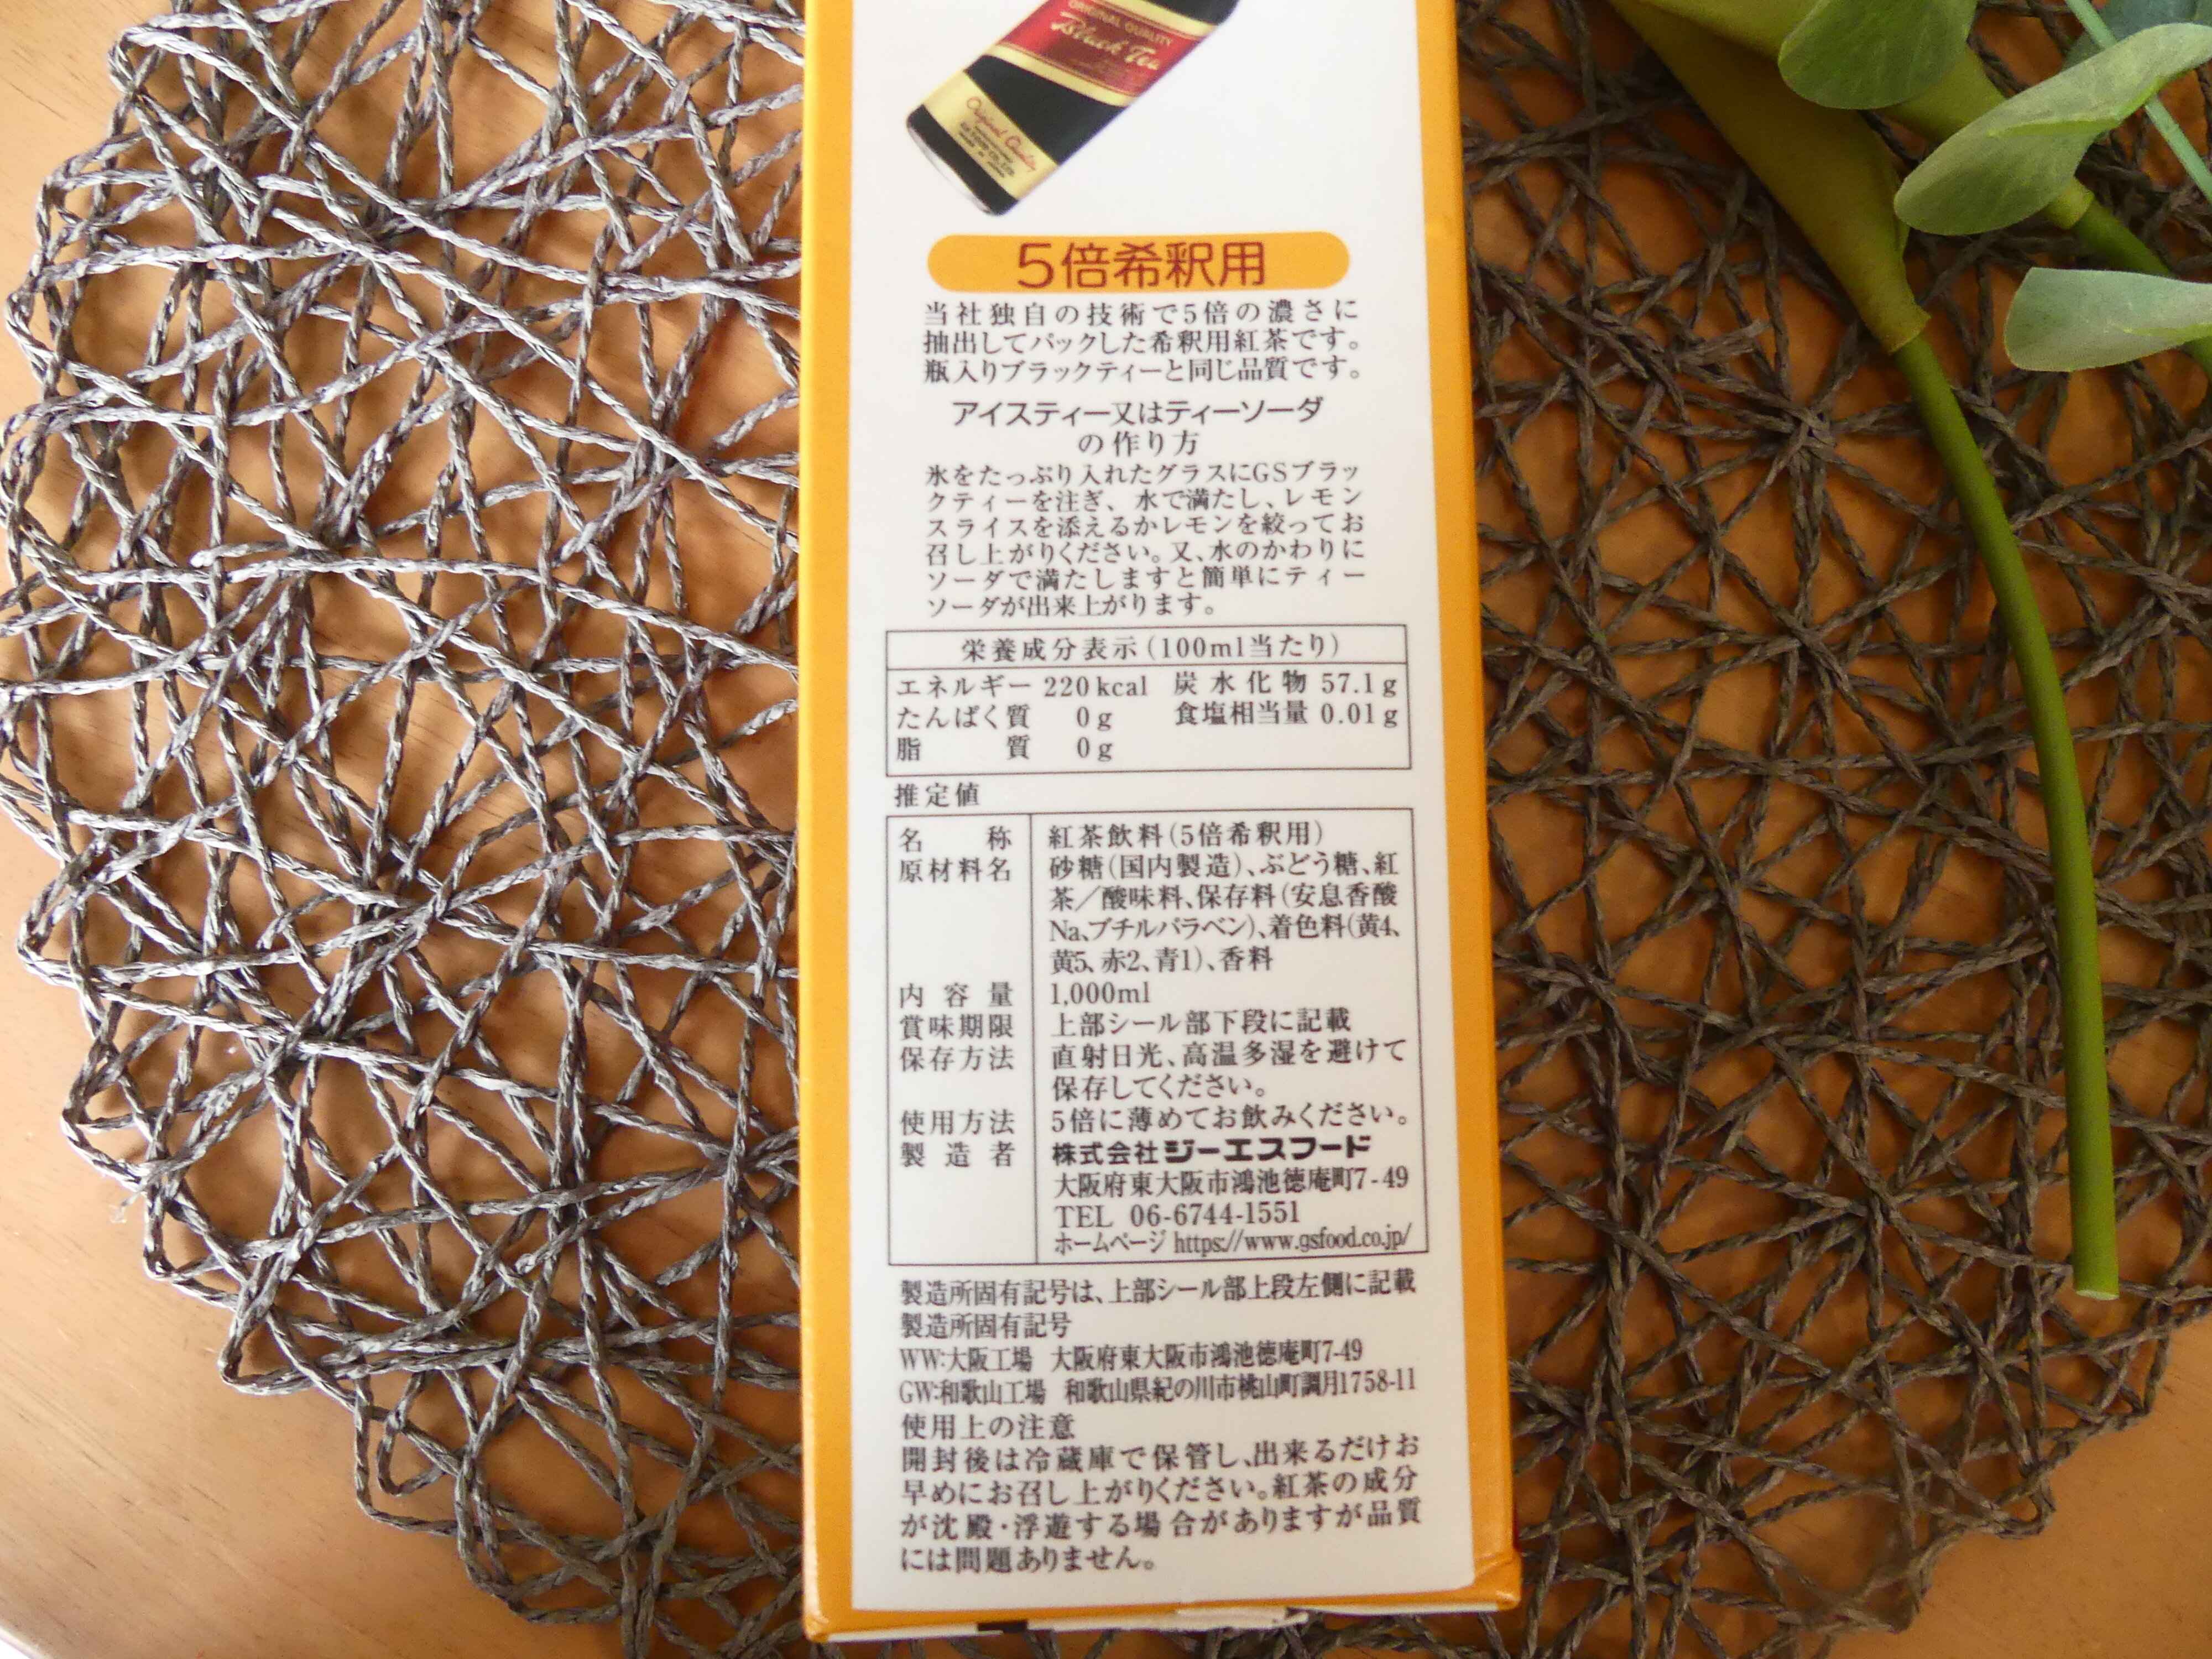 ORIGINAL QUALITY
Black Tea
Original Quality
5倍希釈用
当社独自の技術で5倍の濃さに
抽出してパックした希釈用紅茶です。
瓶入りブラックティーと同じ品質です。
アイスティー又はティーソーダ
の作り方
氷をたっぷり入れたグラスにGSブラッ
クティーを注ぎ、水で満たし、レモン
スライスを添えるかレモンを絞ってお
召し上がりください。又、水のかわりに
ソーダで満たしますと簡単にティー
ソーダが出来上がります。
栄養成分表示(100ml当たり)
エネルギー 220kcal 炭水化物 57.1g
たんぱく質 0g 食塩相当量 0.01g
脂質 0g
推定値
名称 紅茶飲料(5倍希釈用)
原材料名 砂糖(国内製造)、ぶどう糖、紅
茶/酸味料、保存料(安息香酸
Na、ブチルパラベン)、着色料(黄4、
黄5、赤2、青1)、香料
内容量 1,000ml
賞味期限 上部シール部下段に記載
保存方法 直射日光、高温多湿を避けて
保存してください。
使用方法 5倍に薄めてお飲みください。
製造者 株式会社ジーエスフード
大阪府東大阪市鴻池徳庵町7-49
TEL 06-6744-1551
ホームページ https://www.gsfood.co.jp/
製造所固有記号は、上部シール部上段左側に記載
製造所固有記号
WW:大阪工場 大阪府東大阪市鴻池徳庵町7-49
GW:和歌山工場 和歌山県紀の川市桃山町調月1758-11
使用上の注意
開封後は冷蔵庫で保管し、出来るだけお
早めにお召し上がりください。紅茶の成分
が沈殿・浮遊する場合がありますが品質
には問題ありません。